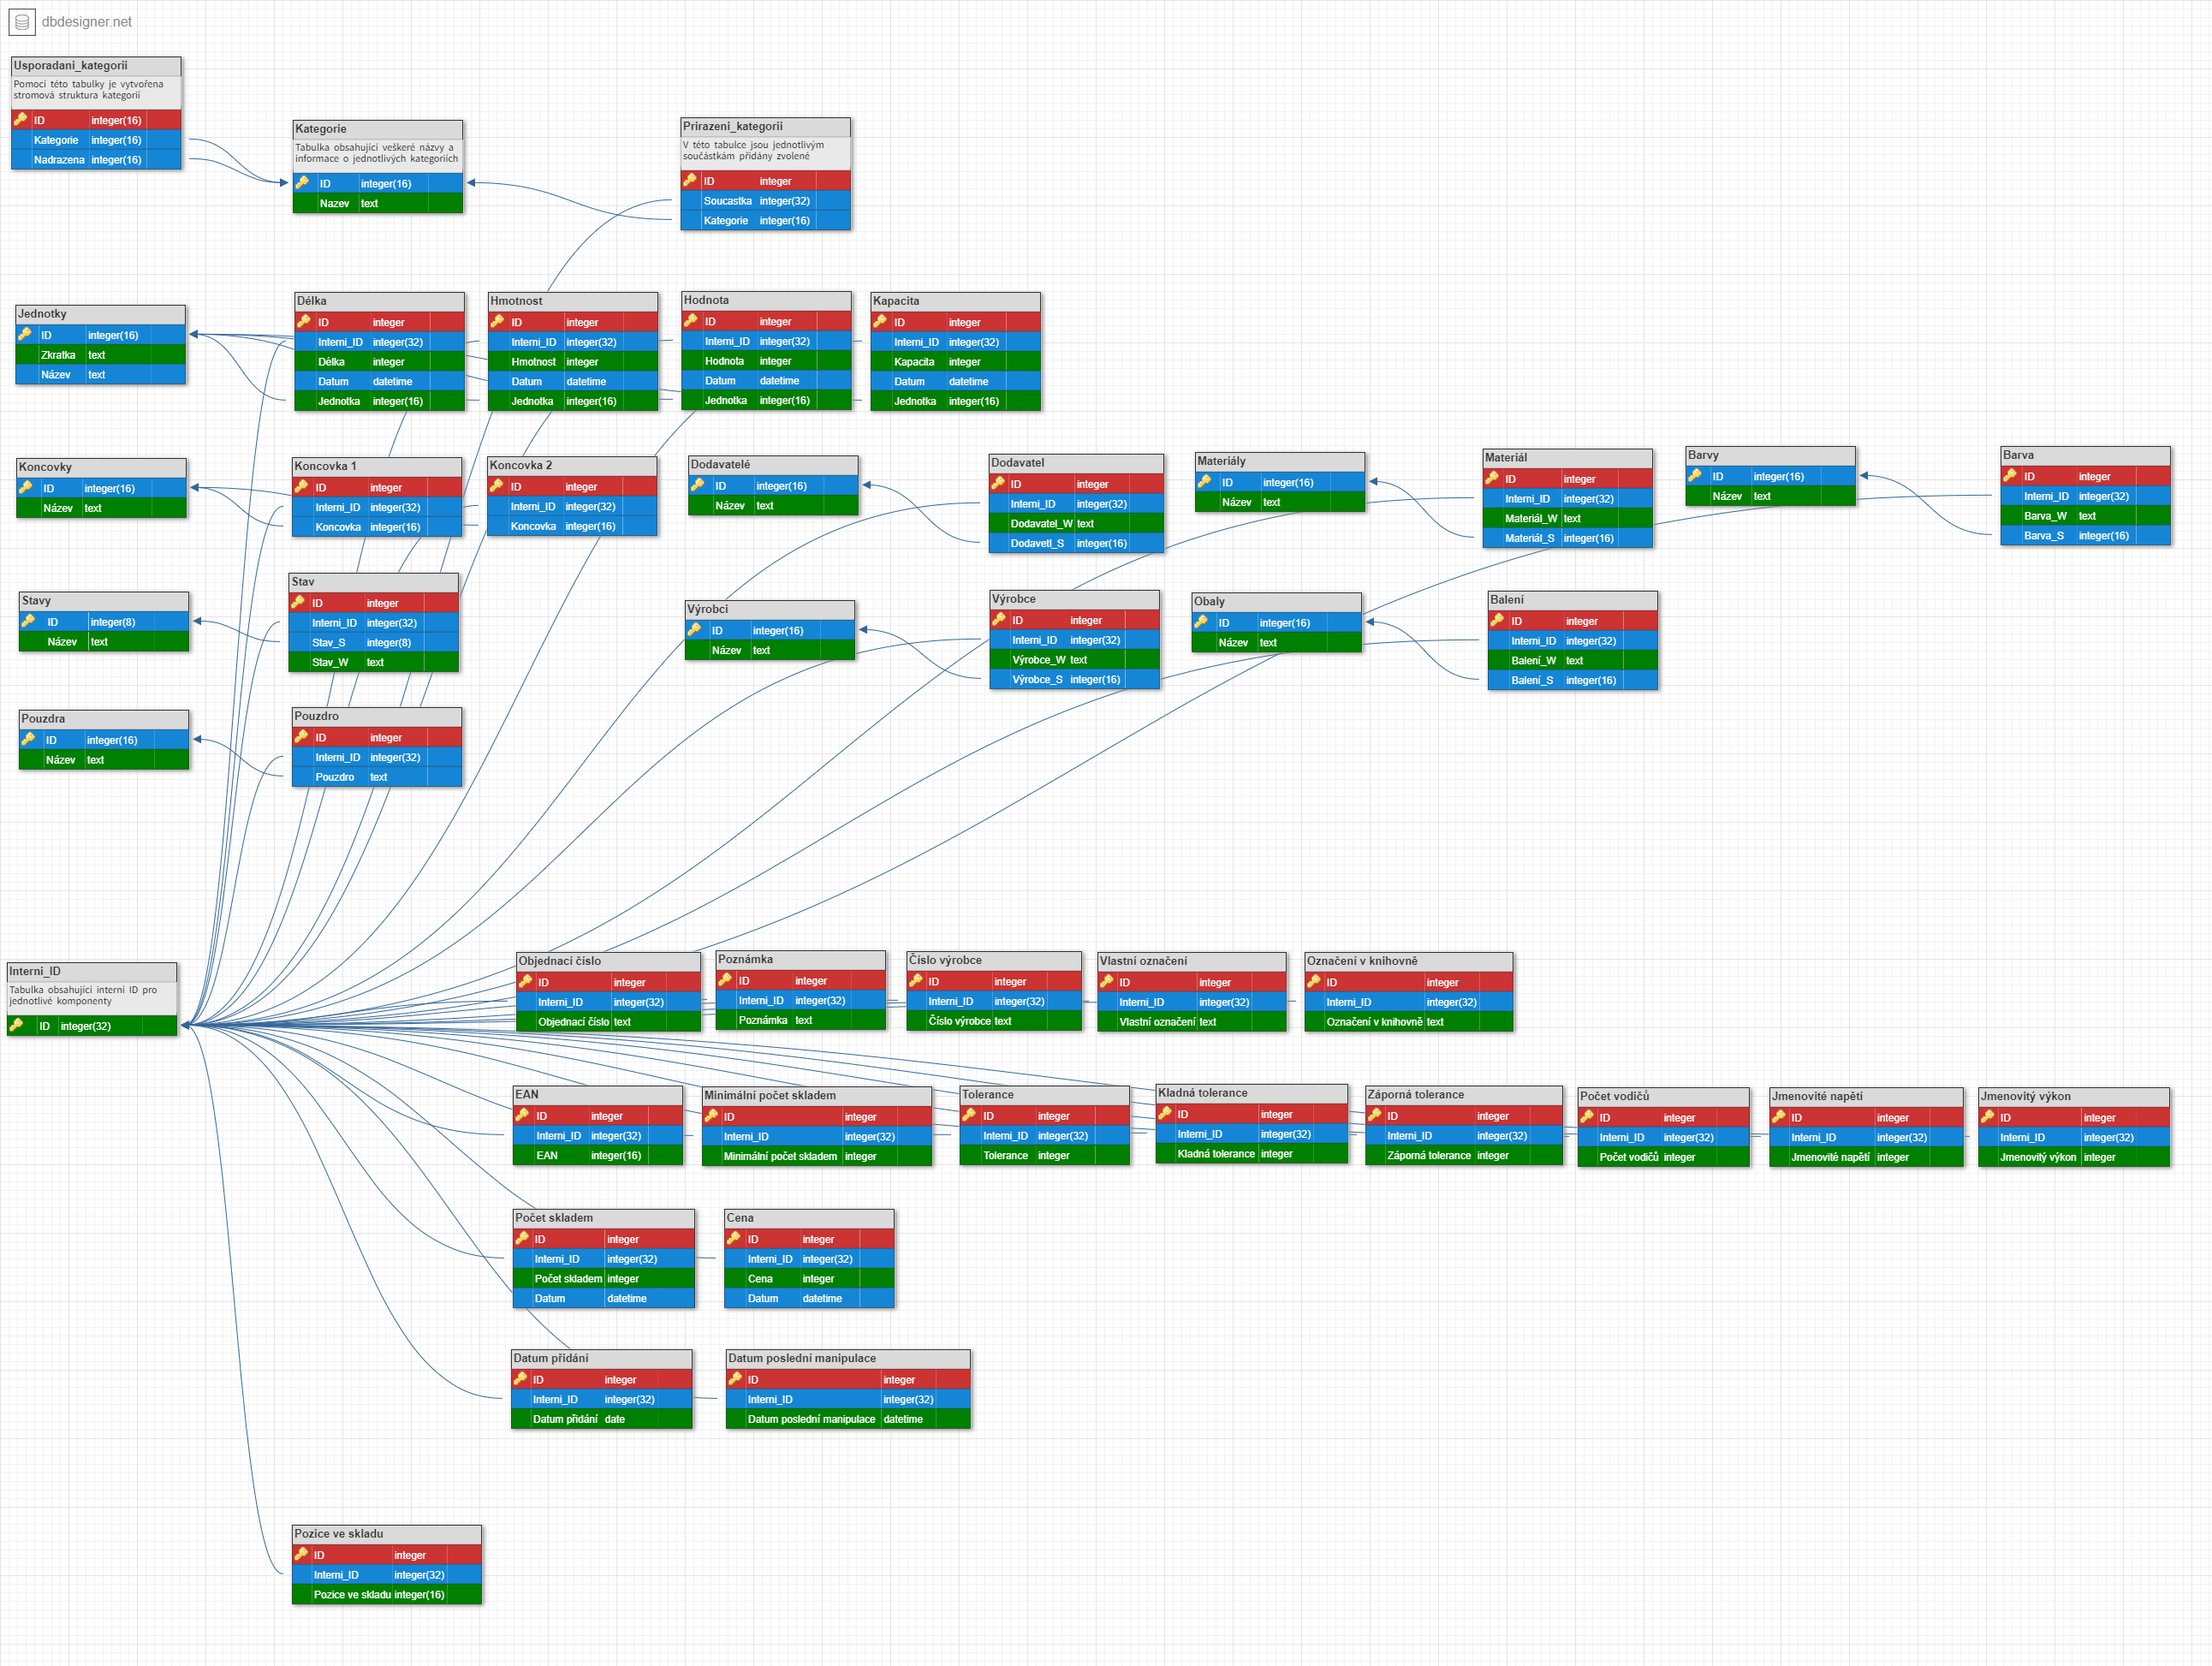 dbdesigner.net
Usporadani_kategorii
Pomocí této tabulky je vytvořena
stromová struktura kategorií
ID integer(16)
Kategorie integer(16)
Nadrazena integer(16)
Kategorie
Tabulka obsahující veškeré názvy a
informace o jednotlivých kategoriích
ID integer(16)
Nazev text
Prirazeni_kategorii
V této tabulce jsou jednotlivým
součástkám přidány zvolené
ID integer
Soucastka integer(32)
Kategorie integer(16)
Jednotky
ID integer(16)
Zkratka text
Název text
Délka
ID integer
Interni_ID integer(32)
Délka integer
Datum datetime
Jednotka integer(16)
Hmotnost
ID integer
Interni_ID integer(32)
Hmotnost integer
Datum datetime
Jednotka integer(16)
Hodnota
ID integer
Interni_ID integer(32)
Hodnota integer
Datum datetime
Jednotka integer(16)
Kapacita
ID integer
Interni_ID integer(32)
Kapacita integer
Datum datetime
Jednotka integer(16)
Koncovky
ID integer(16)
Název text
Koncovka 1
ID integer
Interni_ID integer(32)
Koncovka integer(16)
Koncovka 2
ID integer
Interni_ID integer(32)
Koncovka integer(16)
Dodavatelé
ID integer(16)
Název text
Dodavatel
ID integer
Interni_ID integer(32)
Dodavatel_W text
Dodavetl_S integer(16)
Materiály
ID integer(16)
Název text
Materiál
ID integer
Interni_ID integer(32)
Materiál_W text
Materiál_S integer(16)
Barvy
ID integer(16)
Název text
Barva
ID integer
Interni_ID integer(32)
Barva_W text
Barva_S integer(16)
Stavy
ID integer(8)
Název text
Stav
ID integer
Interni_ID integer(32)
Stav_S integer(8)
Stav_W text
Výrobci
ID integer(16)
Název text
Výrobce
ID integer
Interni_ID integer(32)
Výrobce_W text
Výrobce_S integer(16)
Obaly
ID integer(16)
Název text
Balení
ID integer
Interni_ID integer(32)
Balení_W text
Balení_S integer(16)
Pouzdra
ID integer(16)
Název text
Pouzdro
ID integer
Interni_ID integer(32)
Pouzdro text
Interni_ID
Tabulka obsahující interní ID pro
jednotlivé komponenty
ID integer(32)
Objednací číslo
ID integer
Interni_ID integer(32)
Objednací číslo text
Poznámka
ID integer
Interni_ID integer(32)
Poznámka text
Číslo výrobce
ID integer
Interni_ID integer(32)
Číslo výrobce text
Vlastní označení
ID integer
Interni_ID integer(32)
Vlastní označení text
Označení v knihovně
ID integer
Interni_ID integer(32)
Označení v knihovně text
EAN
ID integer
Interni_ID integer(32)
EAN integer(16)
Minimální počet skladem
ID integer
Interni_ID integer(32)
Minimální počet skladem integer
Tolerance
ID integer
Interni_ID integer(32)
Tolerance integer
Kladná tolerance
ID integer
Interni_ID integer(32)
Kladná tolerance integer
Záporná tolerance
ID integer
Interni_ID integer(32)
Záporná tolerance integer
Počet vodičů
ID integer
Interni_ID integer(32)
Počet vodičů integer
Jmenovité napětí
ID integer
Interni_ID integer(32)
Jmenovité napětí integer
Jmenovitý výkon
ID integer
Interni_ID integer(32)
Jmenovitý výkon integer
Počet skladem
ID integer
Interni_ID integer(32)
Počet skladem integer
Datum datetime
Cena
ID integer
Interni_ID integer(32)
Cena integer
Datum datetime
Datum přidání
ID integer
Interni_ID integer(32)
Datum přidání date
Datum poslední manipulace
ID integer
Interni_ID integer(32)
Datum poslední manipulace datetime
Pozice ve skladu
ID integer
Interni_ID integer(32)
Pozice ve skladu integer(16)